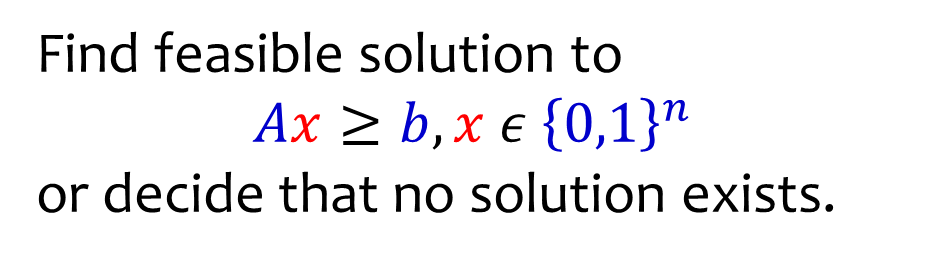 Find feasible solution to
Ax ≥ b, x ϵ {0,1}ⁿ
or decide that no solution exists.